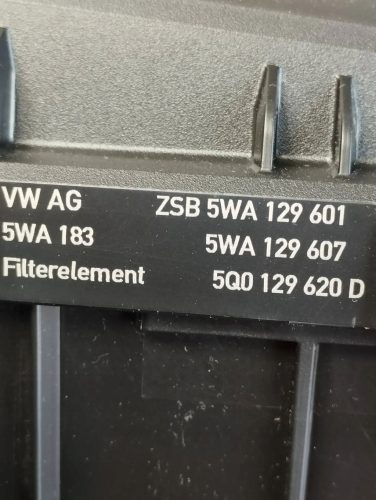 VW AG ZSB 5WA 129 601
5WA 183 5WA 129 607
Filterelement 5Q0 129 620 D